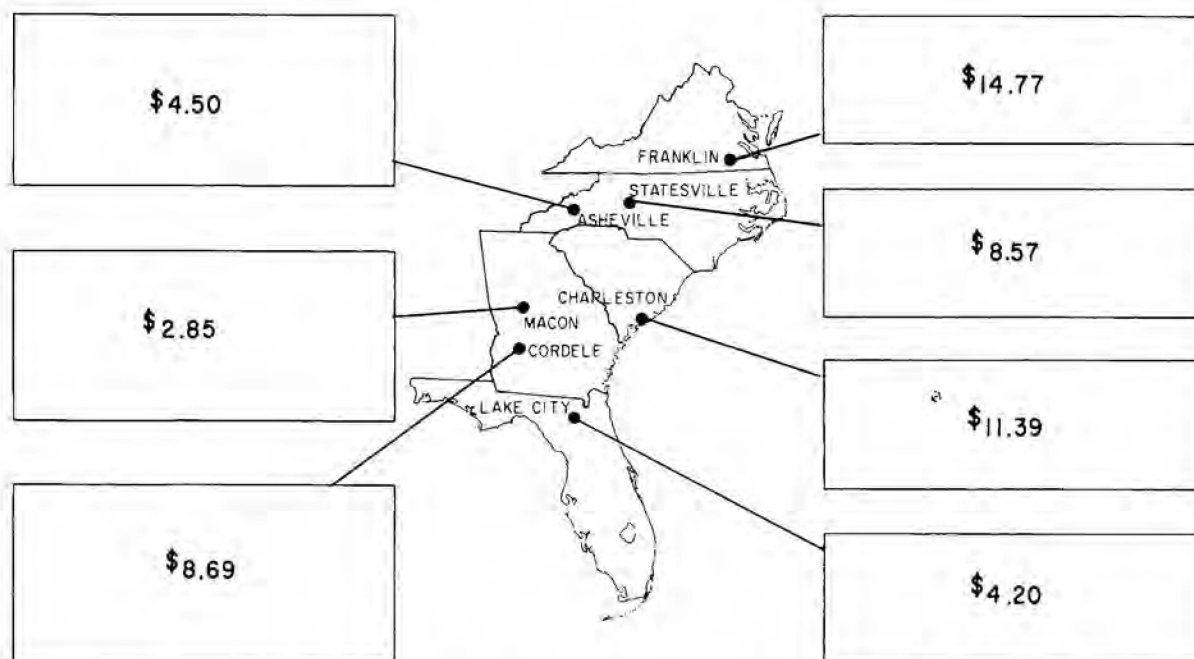 $4.50
$14.77
FRANKLIN
STATESVILLE
ASHEVILLE
$8.57
$2.85
CHARLESTON
MACON
CORDELE
$11.39
LAKE CITY
$8.69
$4.20